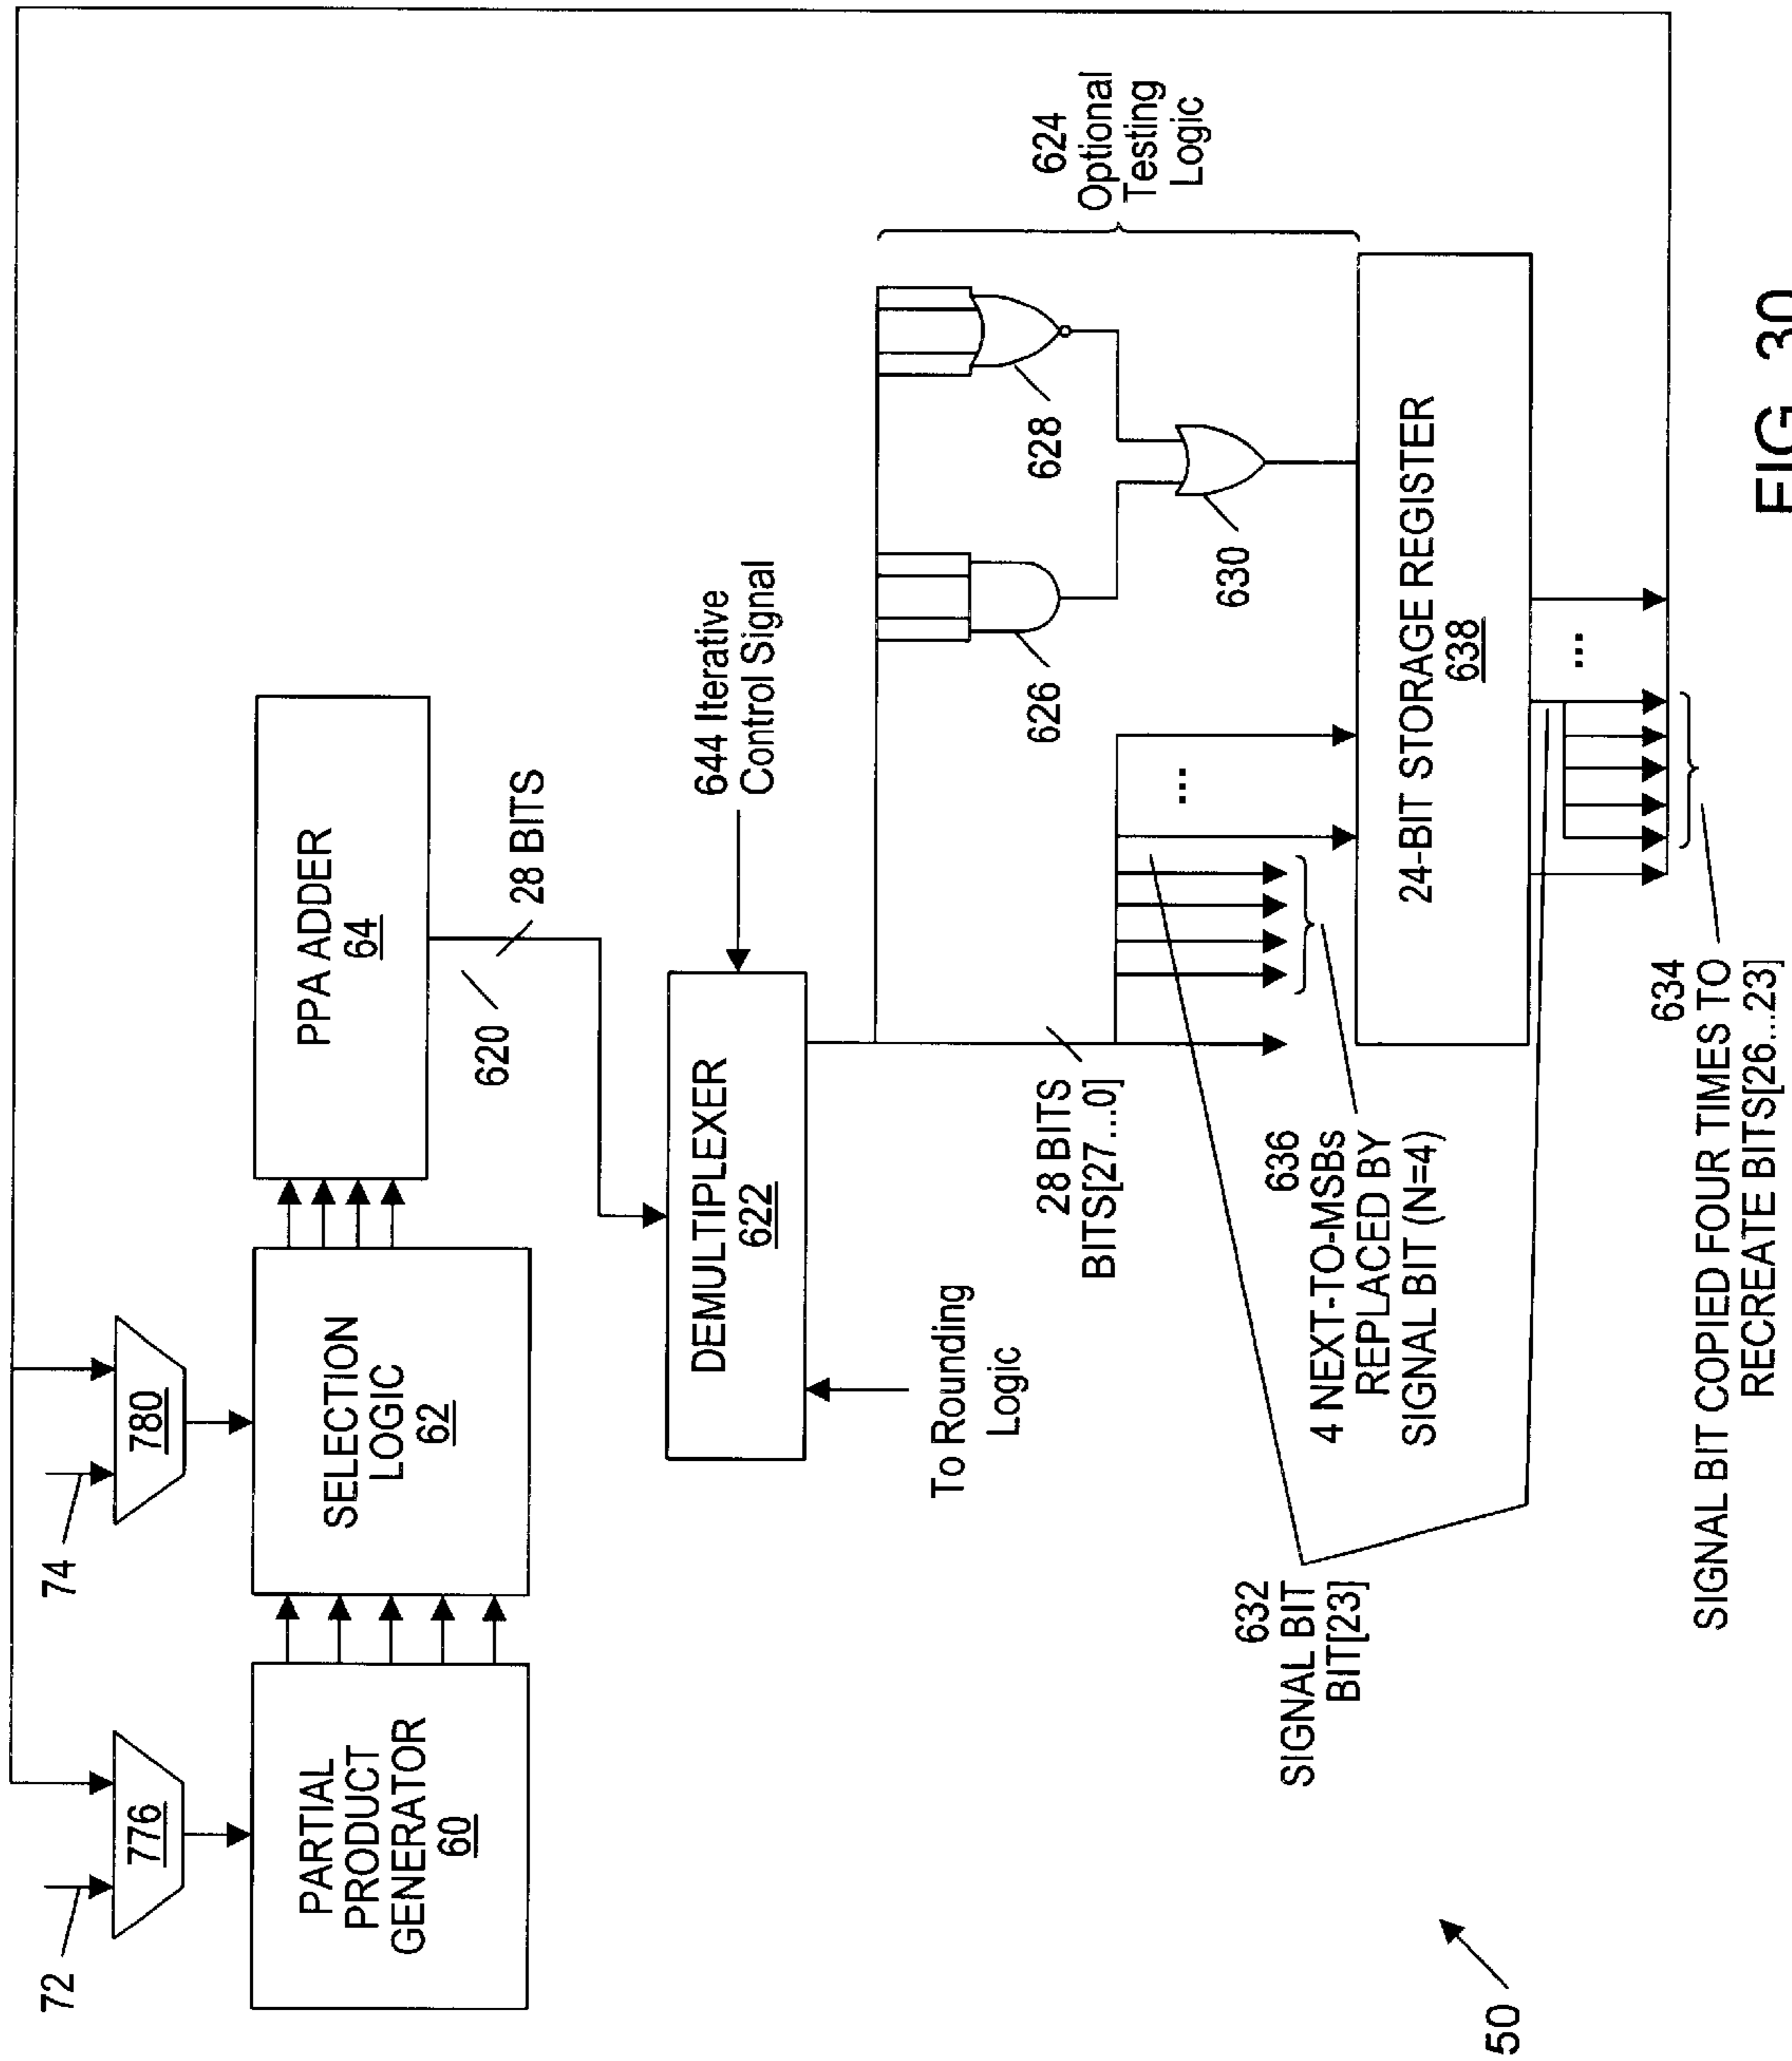 72
74
776
780
PARTIAL
PRODUCT
GENERATOR
60
SELECTION
LOGIC
62
PPA ADDER
64
620
28 BITS
644 Iterative
Control Signal
DEMULTIPLEXER
622
To Rounding
Logic
624
Optional
Testing
Logic
626
628
630
28 BITS
BITS[27...0]
636
4 NEXT-TO-MSBs
REPLACED BY
SIGNAL BIT (N=4)
632
SIGNAL BIT
BIT[23]
...
24-BIT STORAGE REGISTER
638
...
634
SIGNAL BIT COPIED FOUR TIMES TO
RECREATE BITS[26...23]
50
FIG. 30